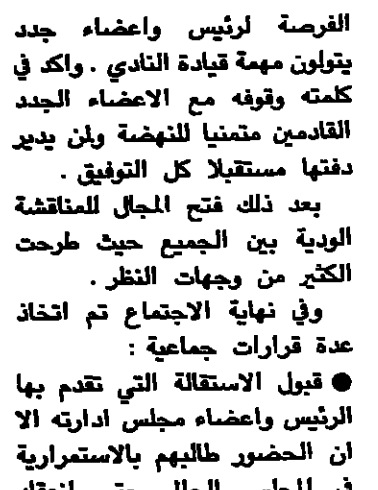 الفرصة لرئيس واعضاء جدد
يتولون مهمة قيادة النادي . واكد في
كلمته وقوفه مع الاعضاء الجدد
القادمين متمنيا للنهضة ولمن يدير
دفتها مستقبلا كل التوفيق .
بعد ذلك فتح المجال للمناقشة
الودية بين الجميع حيث طرحت
الكثير من وجهات النظر .
وفي نهاية الاجتماع تم اتخاذ
عدة قرارات جماعية :
● قبول الاستقالة التي تقدم بها
الرئيس واعضاء مجلس ادارته الا
ان الحضور طالبهم بالاستمرارية